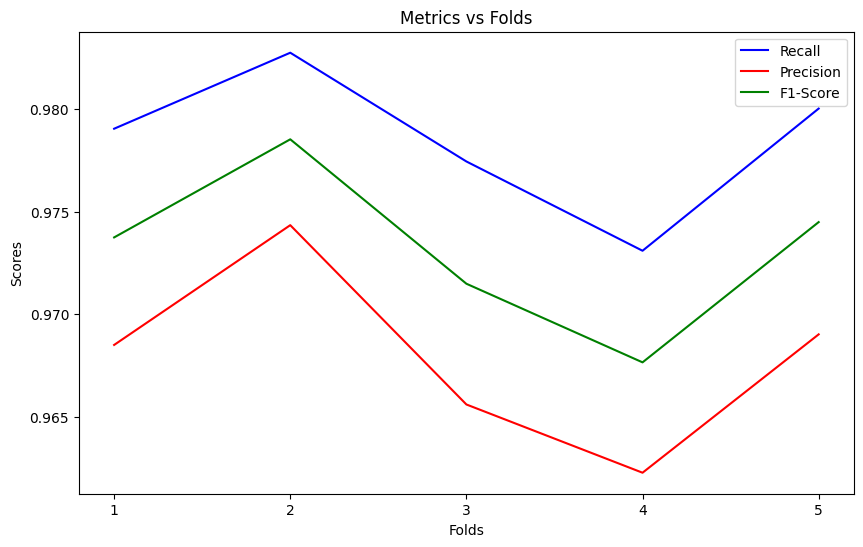 Metrics vs Folds
Recall
Precision
F1-Score
Scores
0.980
0.975
0.970
0.965
1 2 3 4 5
Folds